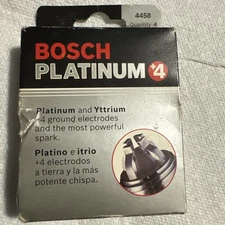 4458
Quantity 4
BOSCH
PLATINUM +4
Platinum and Yttrium
+4 ground electrodes
and the most powerful
spark.
Platino e itrio
+4 electrodos
a tierra y la más
potente chispa.